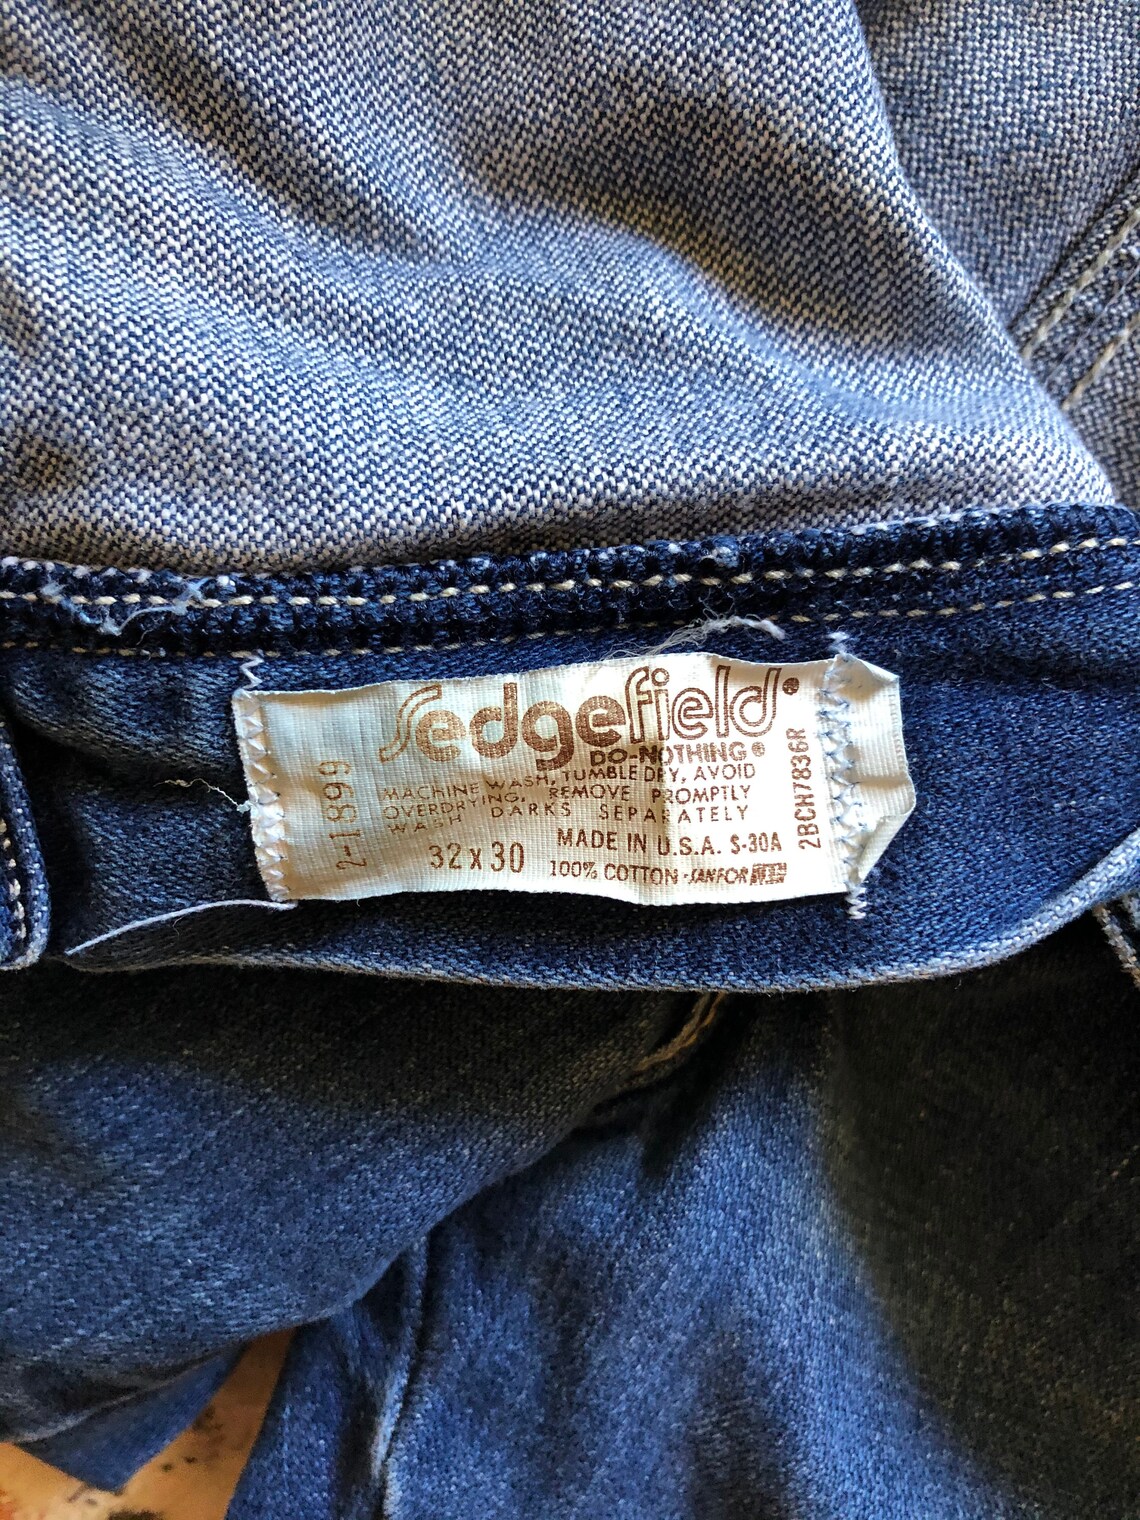 Sedgefield®
DO-NOTHING®
MACHINE WASH, TUMBLE DRY, AVOID
OVERDRYING, REMOVE PROMPTLY
WASH DARKS SEPARATELY
MADE IN U.S.A. S-30A
32 x 30
100% COTTON -SANFOR
2-1899
2BCH7836R